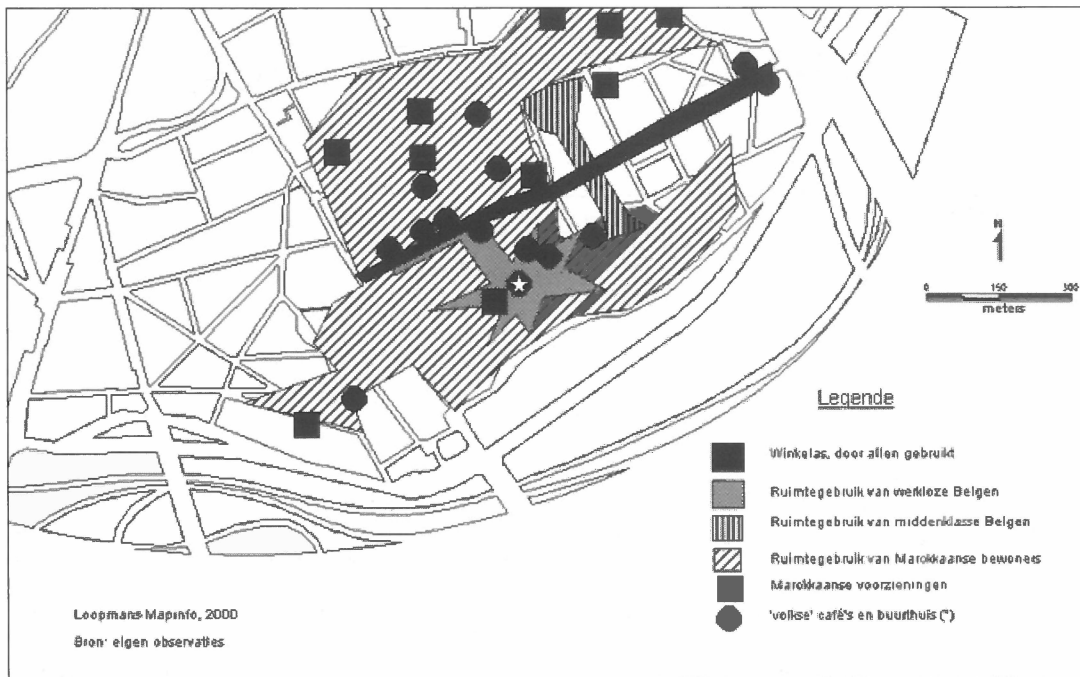 N
0 150 300
meters
Legende
Winkelas, door allen gebruikt
Ruimtegebruik van werkloze Belgen
Ruimtegebruik van middenklasse Belgen
Ruimtegebruik van Marokkaanse bewoners
Marokkaanse voorzieningen
'volkse' café's en buurthuis (*)
Loopmans Mapinfo, 2000
Bron: eigen observaties